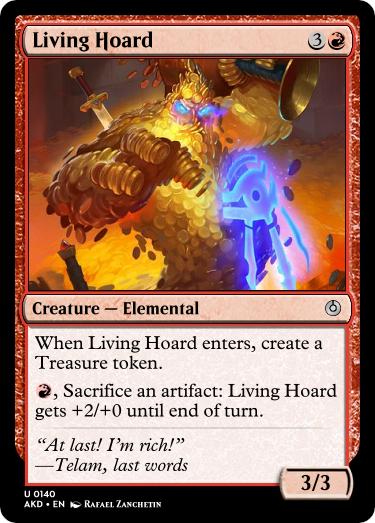 Living Hoard 3
Creature — Elemental
When Living Hoard enters, create a
Treasure token.
, Sacrifice an artifact: Living Hoard
gets +2/+0 until end of turn.
“At last! I’m rich!”
—Telam, last words
3/3
U 0140
AKD • EN Rafael Zanchetin